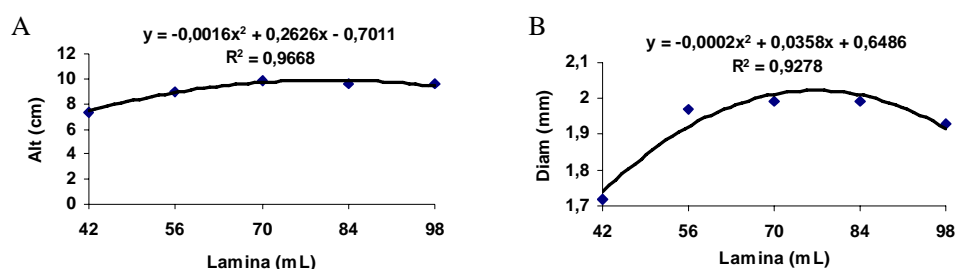 A
y = -0,0016x² + 0,2626x - 0,7011
R² = 0,9668
12
10
8
6
4
2
0
Alt (cm)
42 56 70 84 98
Lamina (mL)
B
y = -0,0002x² + 0,0358x + 0,6486
R² = 0,9278
2,1
2
1,9
1,8
1,7
Diam (mm)
42 56 70 84 98
Lamina (mL)